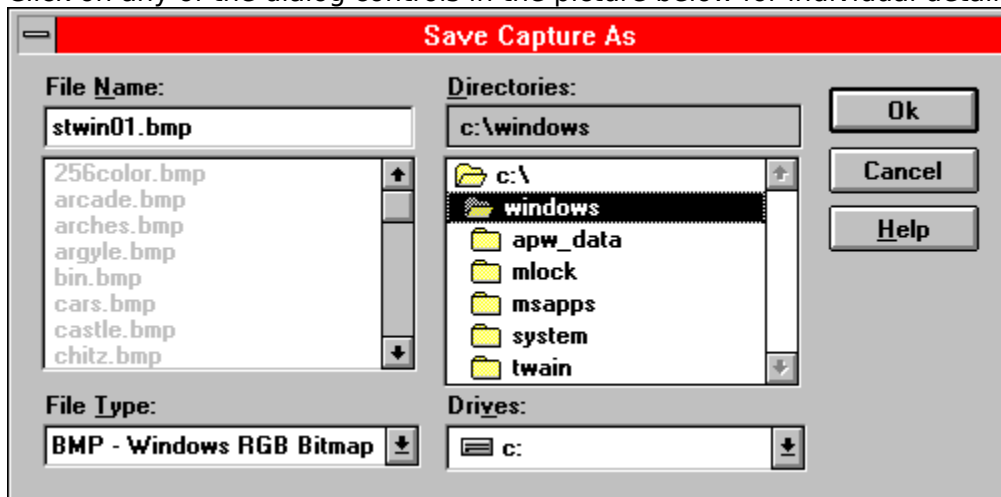 Click on any of the dialog controls in the picture below for individual detail
Save Capture As
File Name:
stwin01.bmp
256color.bmp
arcade.bmp
arches.bmp
argyle.bmp
bin.bmp
cars.bmp
castle.bmp
chitz.bmp
File Type:
BMP - Windows RGB Bitmap
Directories:
c:\windows
c:\
windows
apw_data
mlock
msapps
system
twain
Drives:
c:
Ok
Cancel
Help